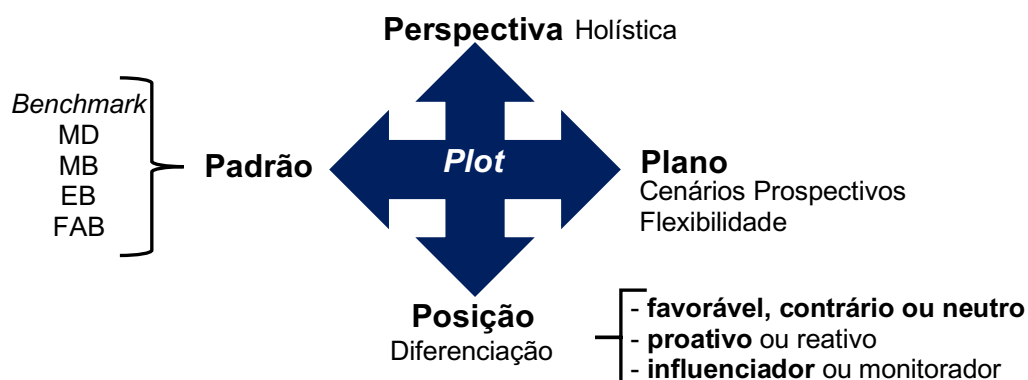 Perspectiva Holística
Benchmark
MD
MB
EB
FAB
Padrão
Plot
Plano
Cenários Prospectivos
Flexibilidade
Posição
Diferenciação
- favorável, contrário ou neutro
- proativo ou reativo
- influenciador ou monitorador